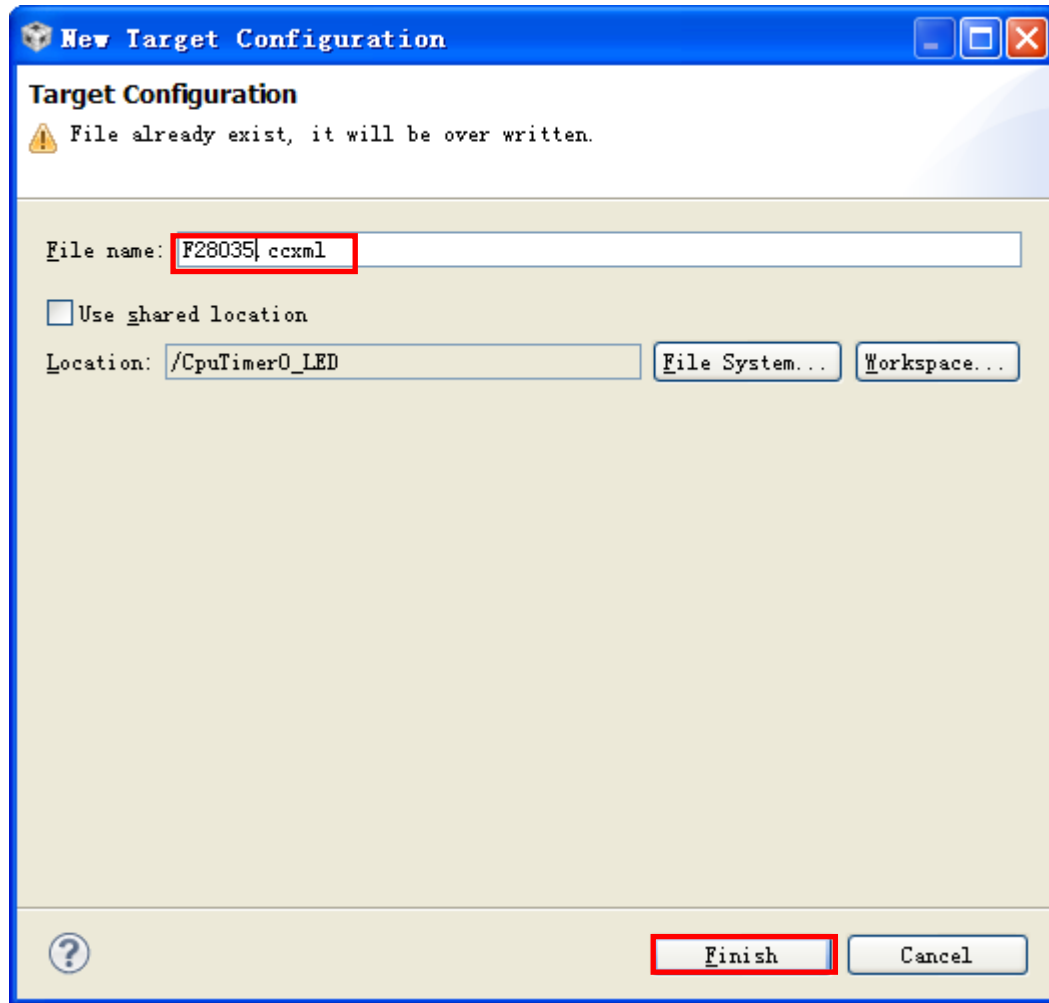 New Target Configuration
Target Configuration
File already exist, it will be over written.
File name: F28035.ccxml
Use shared location
Location: /CpuTimer0_LED File System... Workspace...
? Finish Cancel